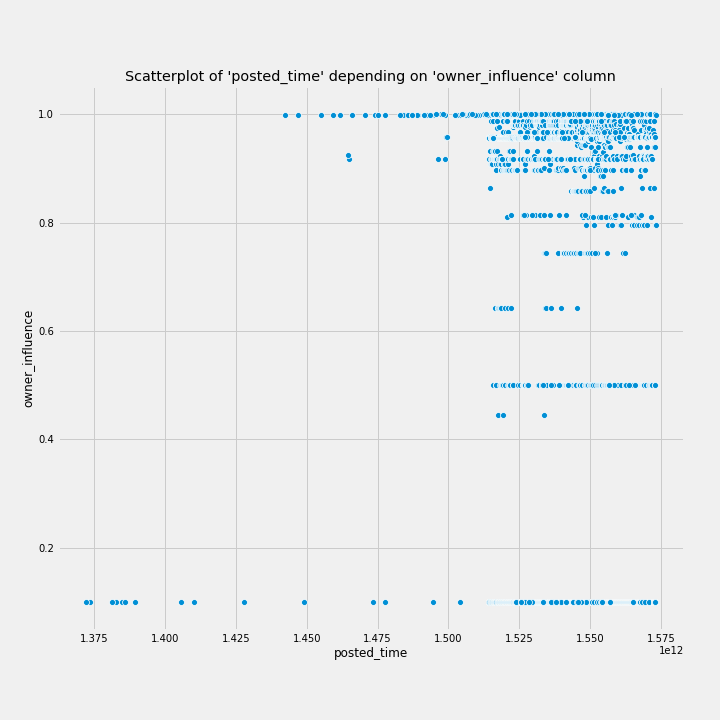 Scatterplot of 'posted_time' depending on 'owner_influence' column
1.0
0.8
0.6
0.4
0.2
owner_influence
1.375 1.400 1.425 1.450 1.475 1.500 1.525 1.550 1.575
1e12
posted_time